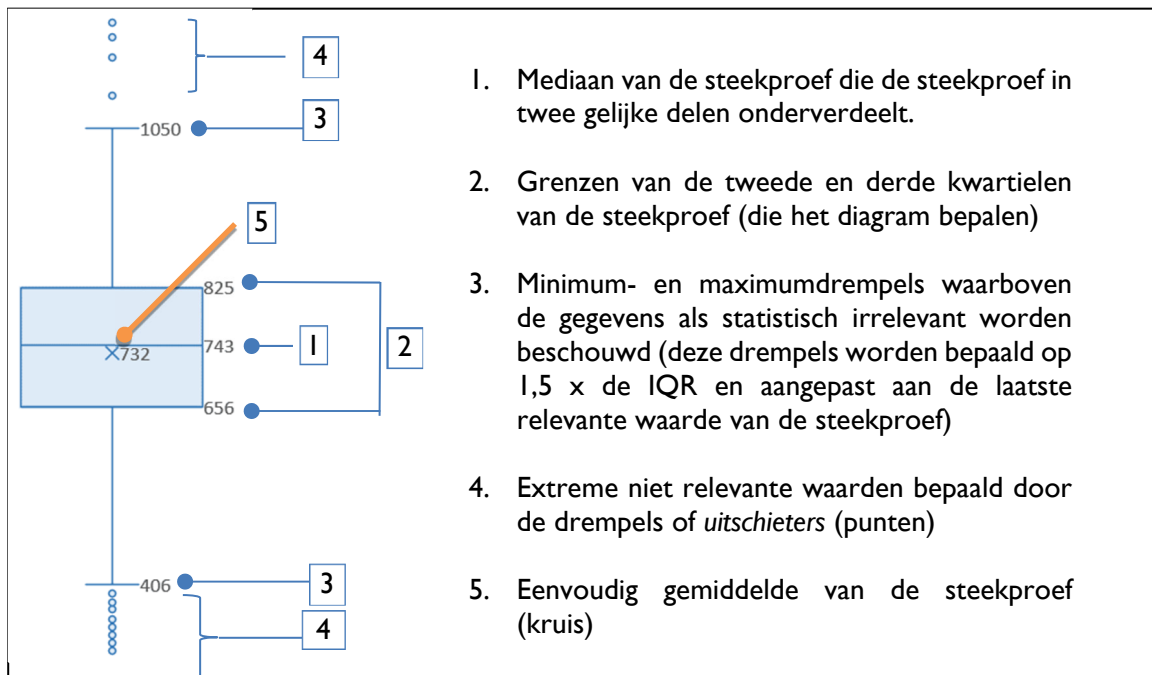 4
1050
3
5
825
743
1
2
732
656
406
3
4
1. Mediaan van de steekproef die de steekproef in
twee gelijke delen onderverdeelt.
2. Grenzen van de tweede en derde kwartielen
van de steekproef (die het diagram bepalen)
3. Minimum- en maximumdrempels waarboven
de gegevens als statistisch irrelevant worden
beschouwd (deze drempels worden bepaald op
1,5 x de IQR en aangepast aan de laatste
relevante waarde van de steekproef)
4. Extreme niet relevante waarden bepaald door
de drempels of uitschieters (punten)
5. Eenvoudig gemiddelde van de steekproef
(kruis)